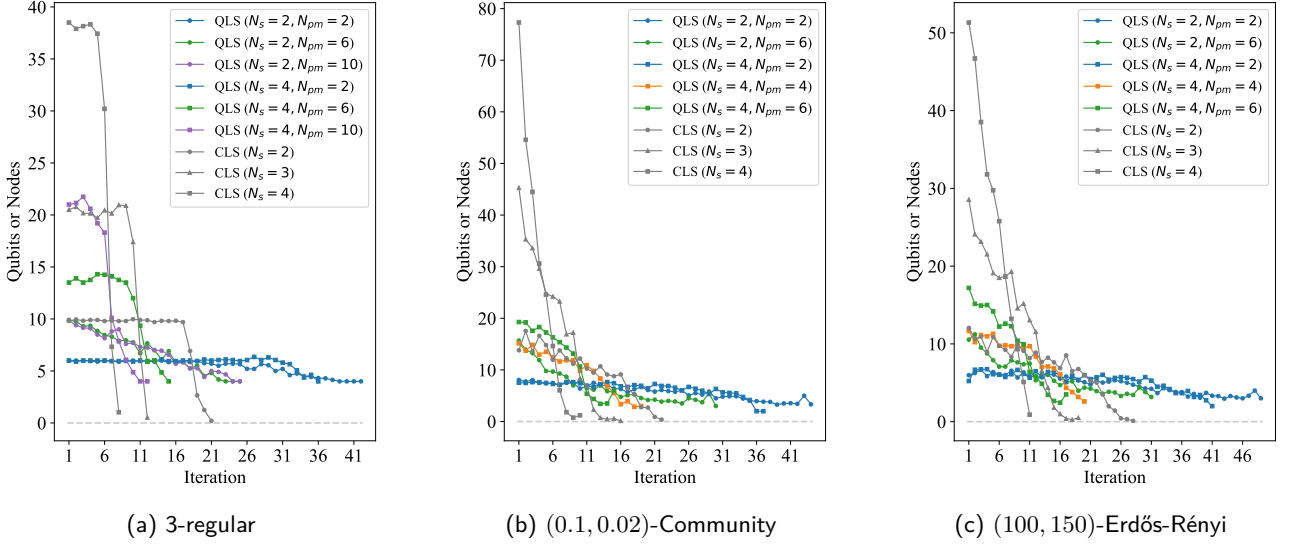 40
35
30
25
20
15
10
5
0
Qubits or Nodes
QLS (N_s = 2, N_pm = 2)
QLS (N_s = 2, N_pm = 6)
QLS (N_s = 2, N_pm = 10)
QLS (N_s = 4, N_pm = 2)
QLS (N_s = 4, N_pm = 6)
QLS (N_s = 4, N_pm = 10)
CLS (N_s = 2)
CLS (N_s = 3)
CLS (N_s = 4)
1 6 11 16 21 26 31 36 41
Iteration
(a) 3-regular
80
70
60
50
40
30
20
10
0
Qubits or Nodes
QLS (N_s = 2, N_pm = 2)
QLS (N_s = 2, N_pm = 6)
QLS (N_s = 4, N_pm = 2)
QLS (N_s = 4, N_pm = 4)
QLS (N_s = 4, N_pm = 6)
CLS (N_s = 2)
CLS (N_s = 3)
CLS (N_s = 4)
1 6 11 16 21 26 31 36 41
Iteration
(b) (0.1, 0.02)-Community
50
40
30
20
10
0
Qubits or Nodes
QLS (N_s = 2, N_pm = 2)
QLS (N_s = 2, N_pm = 6)
QLS (N_s = 4, N_pm = 2)
QLS (N_s = 4, N_pm = 4)
QLS (N_s = 4, N_pm = 6)
CLS (N_s = 2)
CLS (N_s = 3)
CLS (N_s = 4)
1 6 11 16 21 26 31 36 41 46
Iteration
(c) (100, 150)-Erdős-Rényi